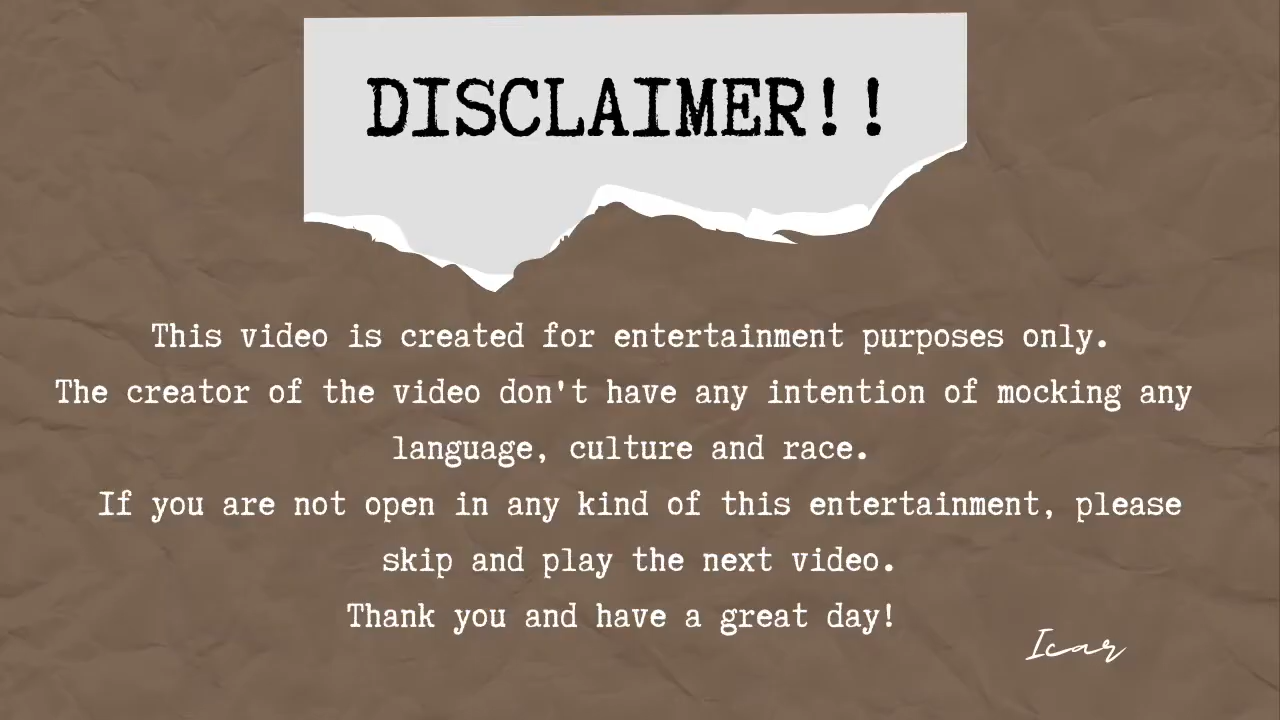 DISCLAIMER!!
This video is created for entertainment purposes only.
The creator of the video don't have any intention of mocking any
language, culture and race.
If you are not open in any kind of this entertainment, please
skip and play the next video.
Thank you and have a great day!
Icar